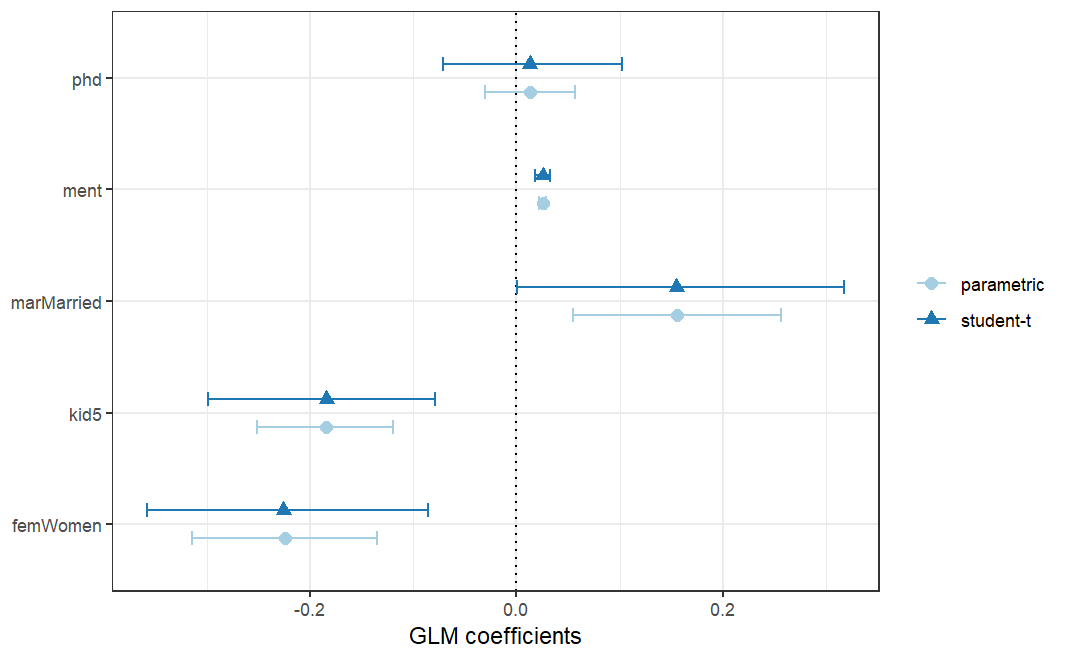 phd
ment
marMarried
kid5
femWomen
-0.2
0.0
0.2
GLM coefficients
parametric
student-t